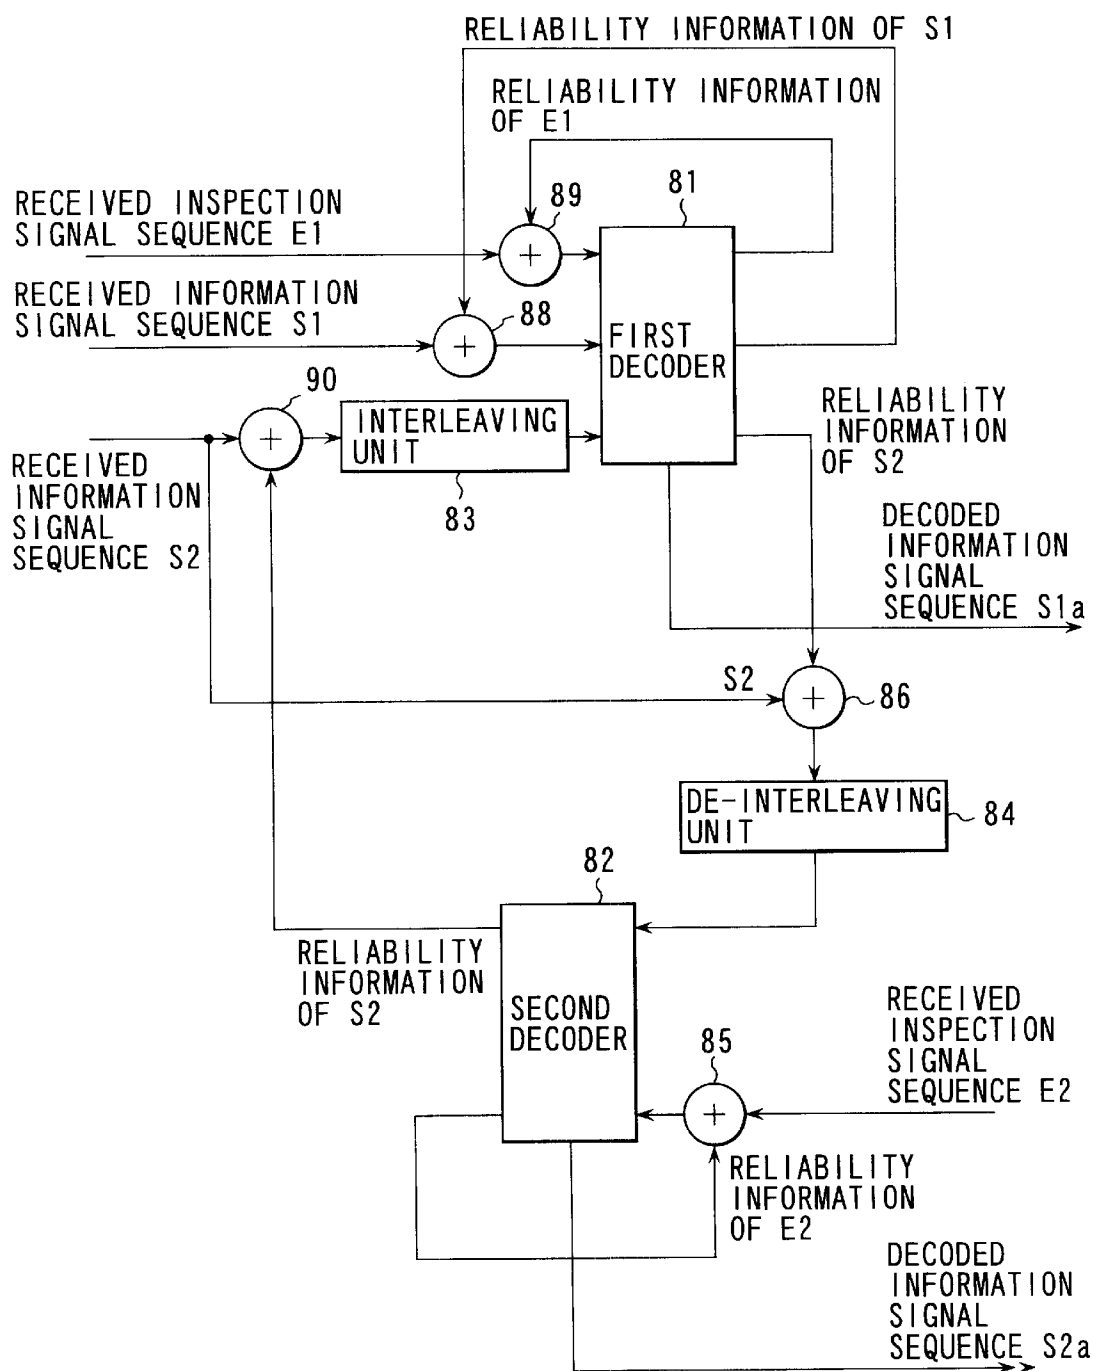 RELIABILITY INFORMATION OF S1
RELIABILITY INFORMATION
OF E1
RECEIVED INSPECTION
SIGNAL SEQUENCE E1
89
81
RECEIVED INFORMATION
SIGNAL SEQUENCE S1
88
FIRST
DECODER
90
INTERLEAVING
UNIT
83
RELIABILITY
INFORMATION
OF S2
RECEIVED
INFORMATION
SIGNAL
SEQUENCE S2
DECODED
INFORMATION
SIGNAL
SEQUENCE S1a
S2
86
DE-INTERLEAVING
UNIT
84
82
RELIABILITY
INFORMATION
OF S2
SECOND
DECODER
RECEIVED
INSPECTION
SIGNAL
SEQUENCE E2
85
RELIABILITY
INFORMATION
OF E2
DECODED
INFORMATION
SIGNAL
SEQUENCE S2a